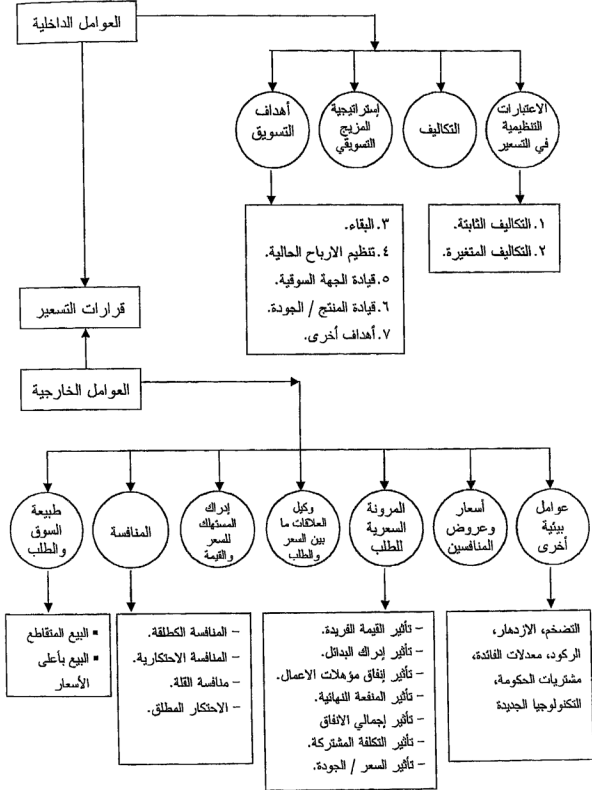 العوامل الداخلية
الاعتبارات
التنظيمية
في التسعير
التكاليف
إستراتيجية
المزيج
التسويقي
أهداف
التسويق
١. التكاليف الثابتة.
٢. التكاليف المتغيرة.
٣. البقاء.
٤. تنظيم الارباح الحالية.
٥. قيادة الجهة السوقية.
٦. قيادة المنتج / الجودة.
٧. أهداف أخرى.
قرارات التسعير
العوامل الخارجية
عوامل
بيئية
أخرى
أسعار
وعروض
المنافسين
المرونة
السعرية
للطلب
وكيل
العلاقات ما
بين السعر
والطلب
إدراك
المستهلك
للسعر
والقيمة
المنافسة
طبيعة
السوق
والطلب
التضخم، الازدهار،
الركود، معدلات الفائدة،
مشتريات الحكومة،
التكنولوجيا الجديدة
– تأثير القيمة الفريدة.
– تأثير إدراك البدائل.
– تأثير إنفاق مؤهلات الاعمال.
– تأثير المنفعة النهائية.
– تأثير إجمالي الانفاق
– تأثير التكلفة المشتركة.
– تأثير السعر / الجودة.
– المنافسة الكطلقة.
– المنافسة الاحتكارية.
– منافسة القلة.
– الاحتكار المطلق.
▪ البيع المتقاطع
▪ البيع بأعلى
الأسعار